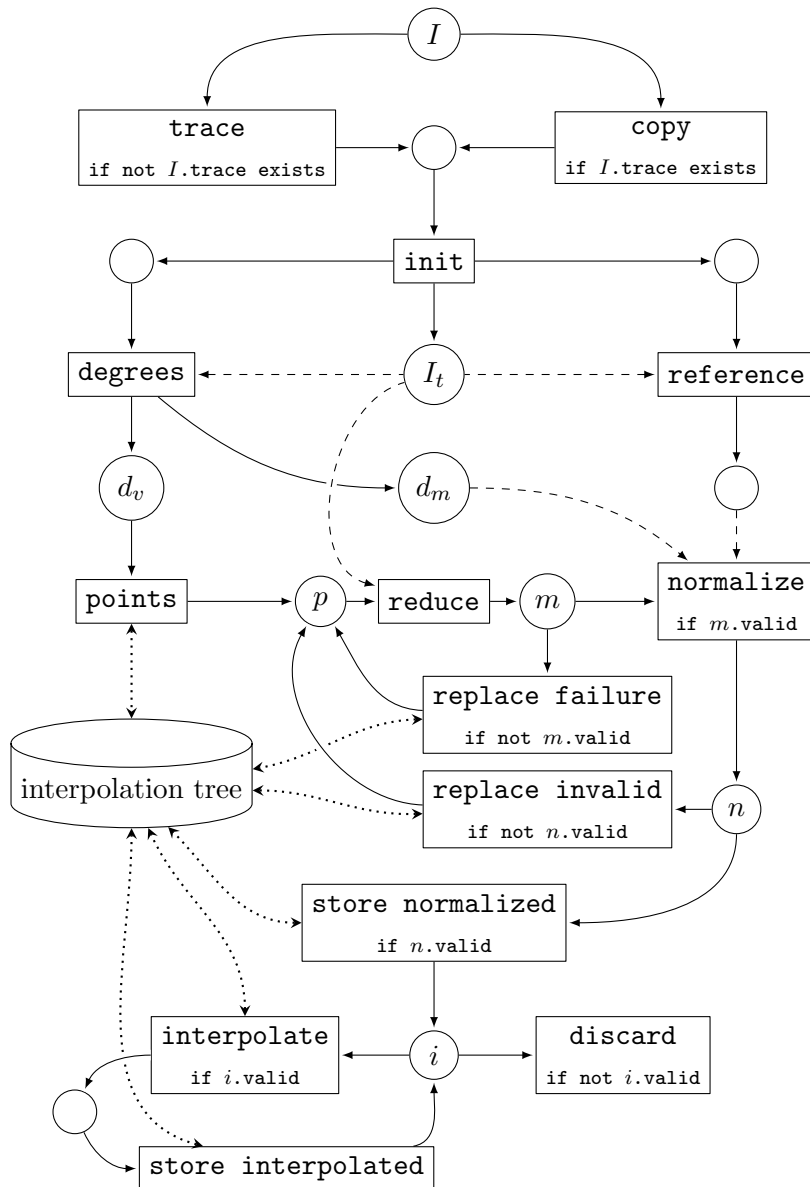 I
trace
if not I.trace exists
copy
if I.trace exists
init
degrees
I_t
reference
d_v
d_m
points
p
reduce
m
normalize
if m.valid
replace failure
if not m.valid
interpolation tree
replace invalid
if not n.valid
n
store normalized
if n.valid
interpolate
if i.valid
i
discard
if not i.valid
store interpolated